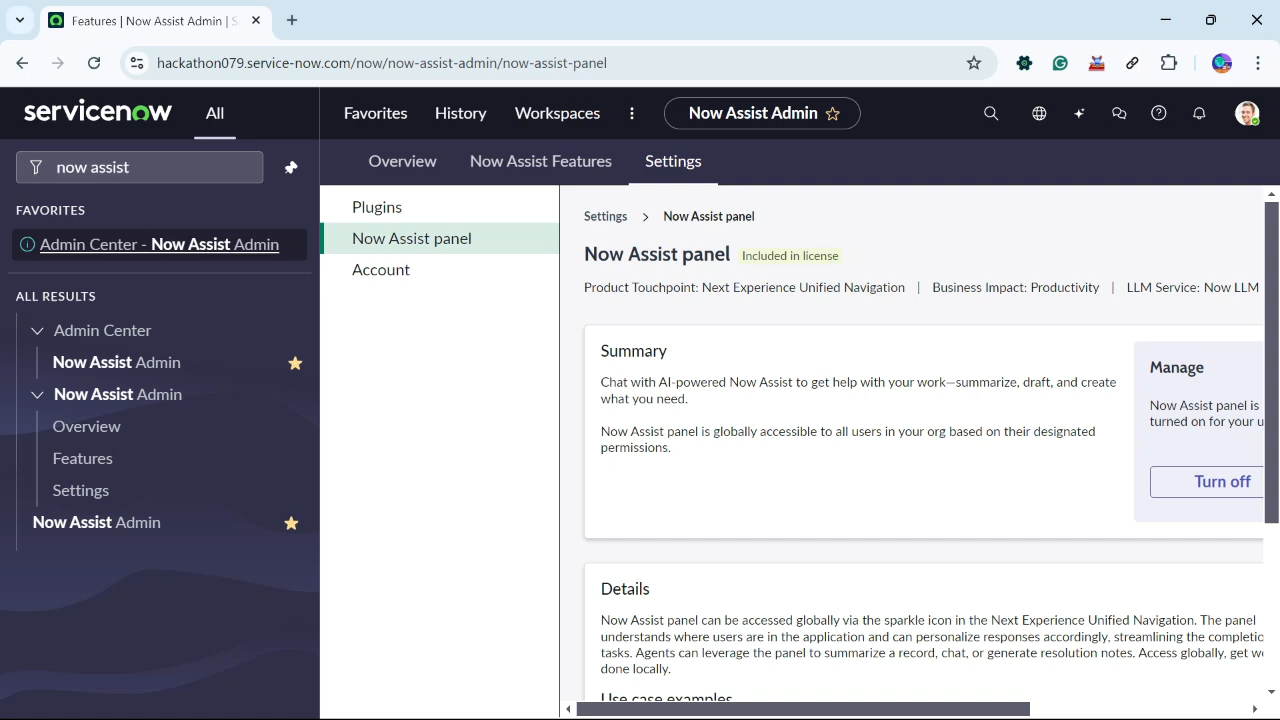 Features | Now Assist Admin | S
hackathon079.service-now.com/now/now-assist-admin/now-assist-panel
servicenow
All
Favorites
History
Workspaces
Now Assist Admin
now assist
Overview
Now Assist Features
Settings
FAVORITES
Admin Center - Now Assist Admin
ALL RESULTS
Admin Center
Now Assist Admin
Now Assist Admin
Overview
Features
Settings
Now Assist Admin
Plugins
Now Assist panel
Account
Settings > Now Assist panel
Now Assist panel Included in license
Product Touchpoint: Next Experience Unified Navigation | Business Impact: Productivity | LLM Service: Now LLM
Summary
Chat with AI-powered Now Assist to get help with your work—summarize, draft, and create
what you need.
Now Assist panel is globally accessible to all users in your org based on their designated
permissions.
Manage
Now Assist panel is
turned on for your u
Turn off
Details
Now Assist panel can be accessed globally via the sparkle icon in the Next Experience Unified Navigation. The panel
understands where users are in the application and can personalize responses accordingly, streamlining the completic
tasks. Agents can leverage the panel to summarize a record, chat, or generate resolution notes. Access globally, get w
done locally.
Use case examples